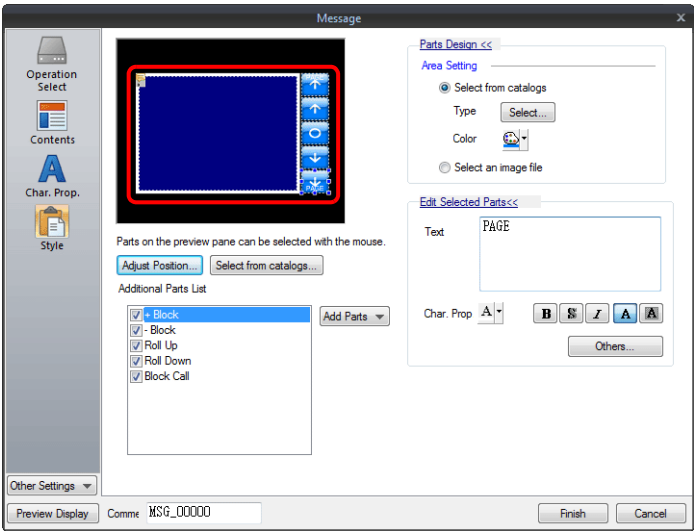 Message
x
Operation
Select
Contents
A
Char. Prop.
Style
Other Settings
Preview Display
PAGE
Parts on the preview pane can be selected with the mouse.
Adjust Position...
Select from catalogs...
Additional Parts List
+ Block
- Block
Roll Up
Roll Down
Block Call
Add Parts
Parts Design <<
Area Setting
Select from catalogs
Type
Select...
Color
Select an image file
Edit Selected Parts<<
Text
PAGE
Char. Prop
A
B
S
I
A
A
Others...
Comme
MSG_00000
Finish
Cancel